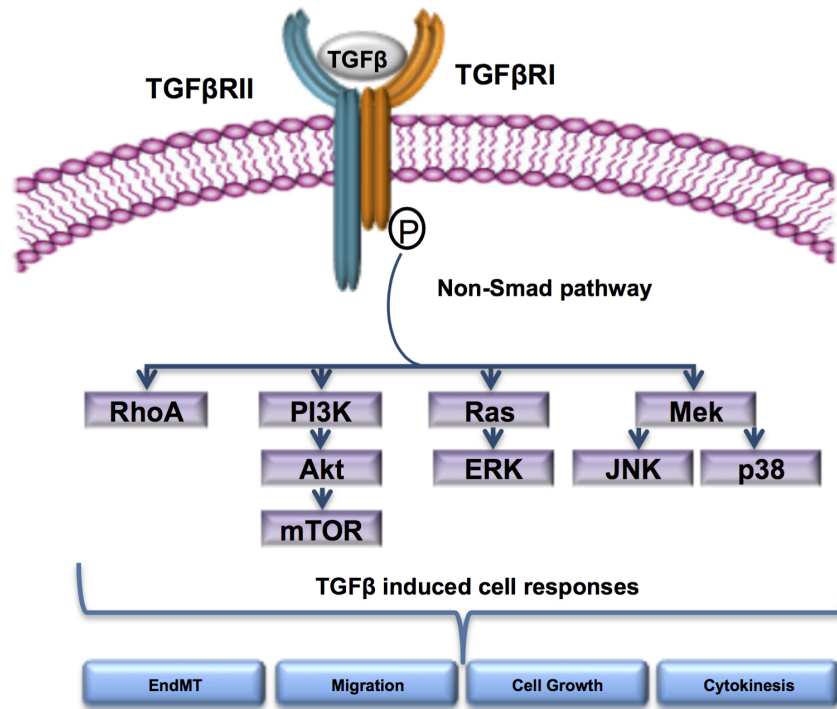 TGFβ
TGFβRII
TGFβRI
P
Non-Smad pathway
RhoA
PI3K
Ras
Mek
Akt
ERK
JNK
p38
mTOR
TGFβ induced cell responses
EndMT
Migration
Cell Growth
Cytokinesis